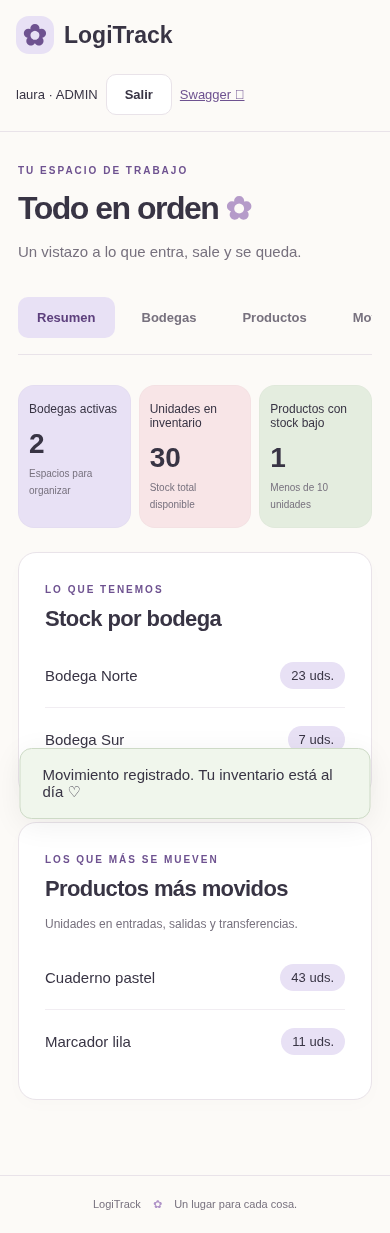 LogiTrack
laura · ADMIN
Salir
Swagger
TU ESPACIO DE TRABAJO
Todo en orden ✿
Un vistazo a lo que entra, sale y se queda.
Resumen
Bodegas
Productos
Mo
Bodegas activas
2
Espacios para
organizar
Unidades en
inventario
30
Stock total
disponible
Productos con
stock bajo
1
Menos de 10
unidades
LO QUE TENEMOS
Stock por bodega
Bodega Norte
23 uds.
Bodega Sur
7 uds.
Movimiento registrado. Tu inventario está al
día ♡
LOS QUE MÁS SE MUEVEN
Productos más movidos
Unidades en entradas, salidas y transferencias.
Cuaderno pastel
43 uds.
Marcador lila
11 uds.
LogiTrack ✿ Un lugar para cada cosa.